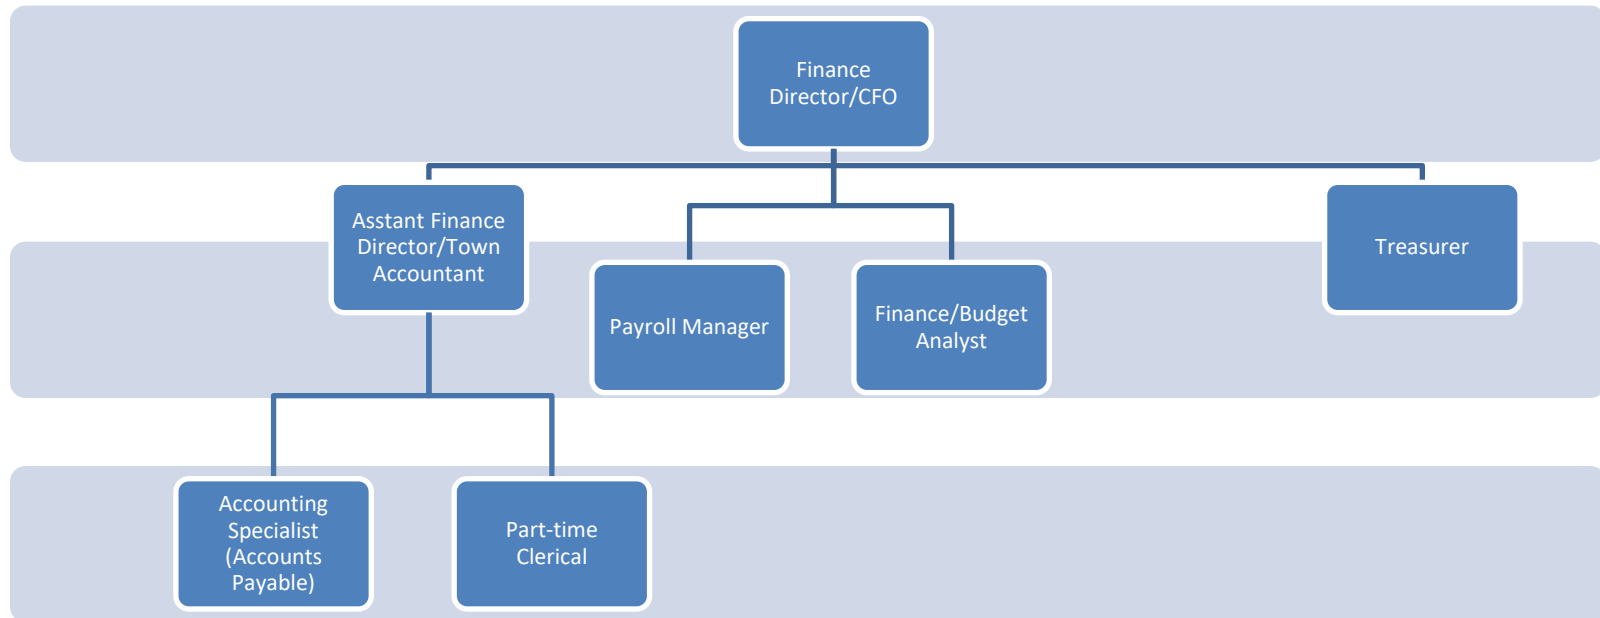 Finance
Director/CFO
Asstant Finance
Director/Town
Accountant
Treasurer
Payroll Manager
Finance/Budget
Analyst
Accounting
Specialist
(Accounts
Payable)
Part-time
Clerical